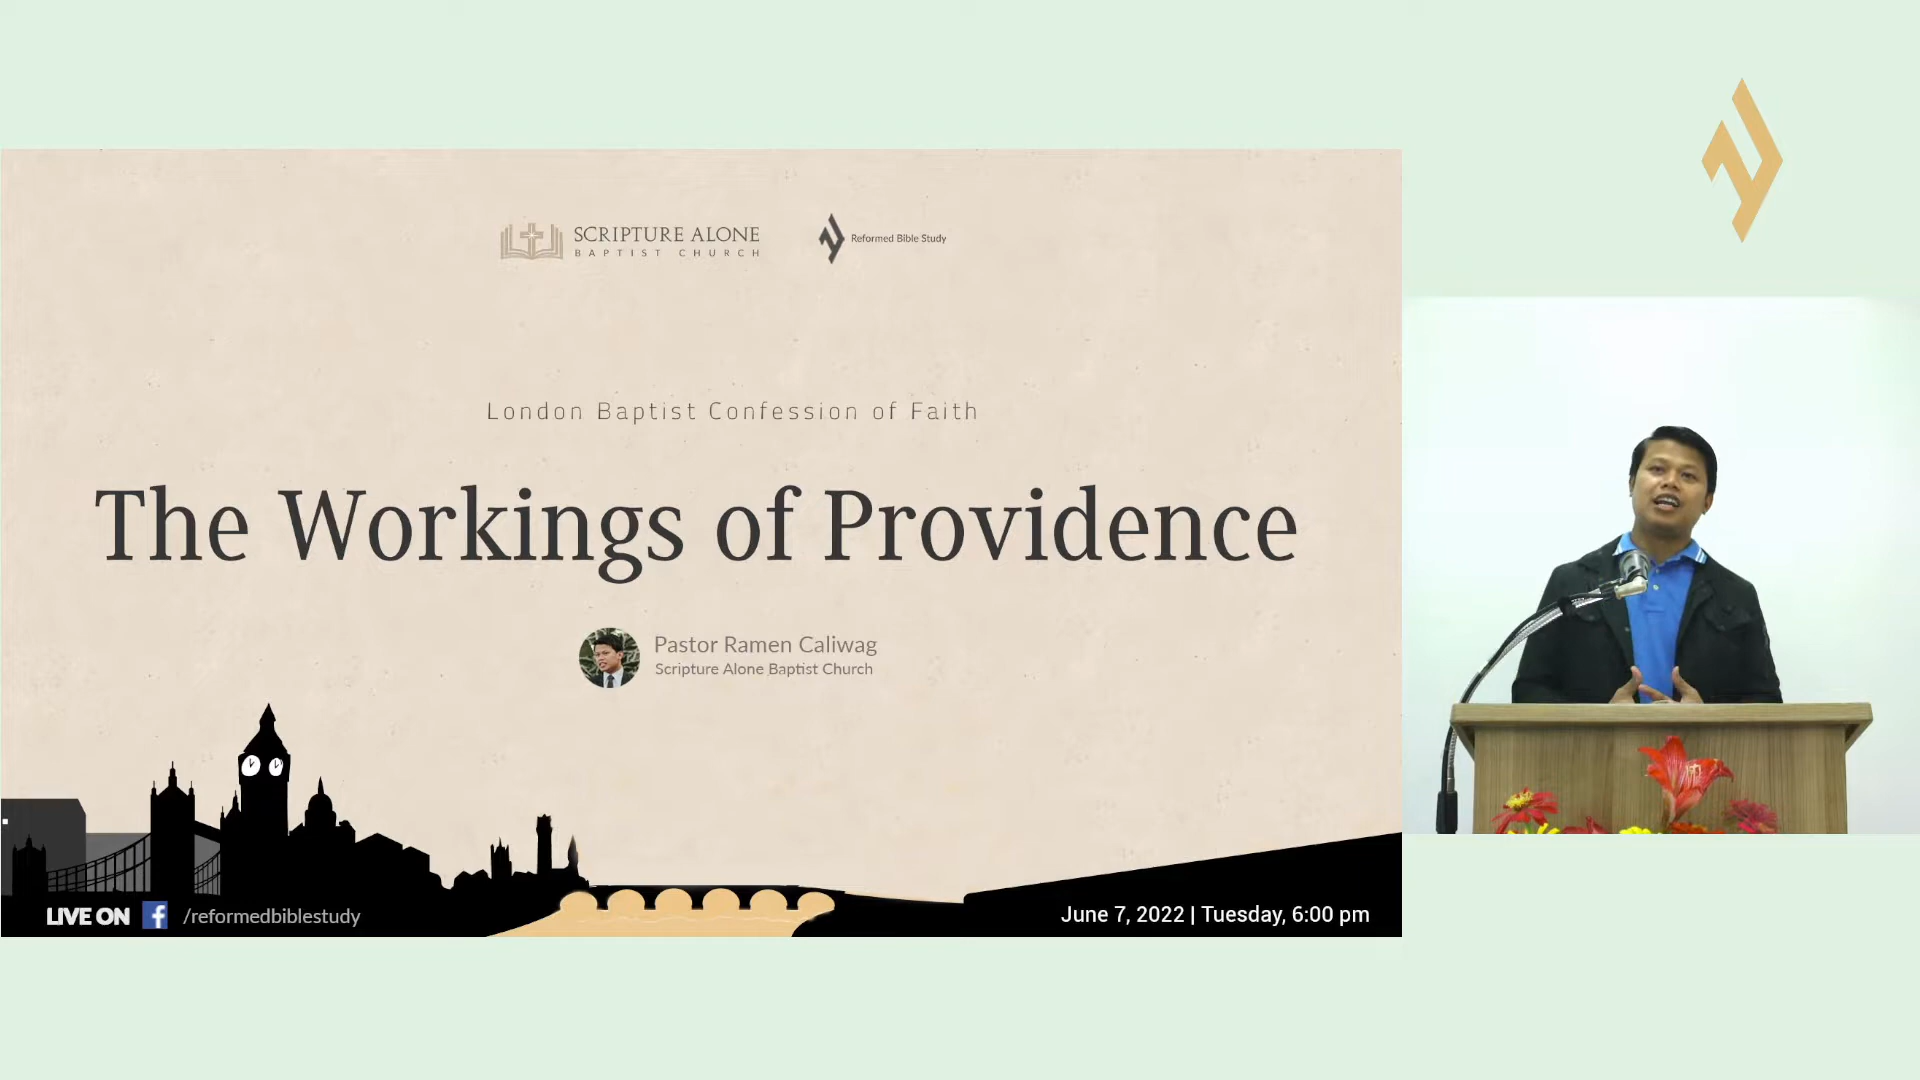 SCRIPTURE ALONE
BAPTIST CHURCH
Reformed Bible Study
London Baptist Confession of Faith
The Workings of Providence
Pastor Ramen Caliwag
Scripture Alone Baptist Church
LIVE ON f /reformedbiblestudy
June 7, 2022 | Tuesday, 6:00 pm